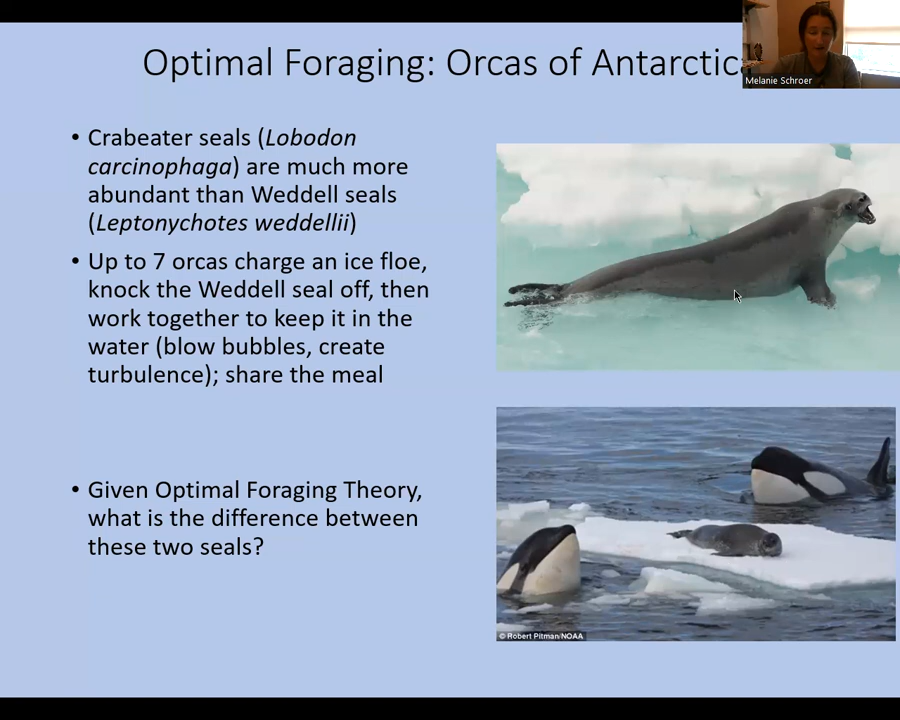 Optimal Foraging: Orcas of Antarctica
Melanie Schroer
• Crabeater seals (Lobodon
carcinophaga) are much more
abundant than Weddell seals
(Leptonychotes weddellii)
• Up to 7 orcas charge an ice floe,
knock the Weddell seal off, then
work together to keep it in the
water (blow bubbles, create
turbulence); share the meal
• Given Optimal Foraging Theory,
what is the difference between
these two seals?
© Robert Pitman/NOAA